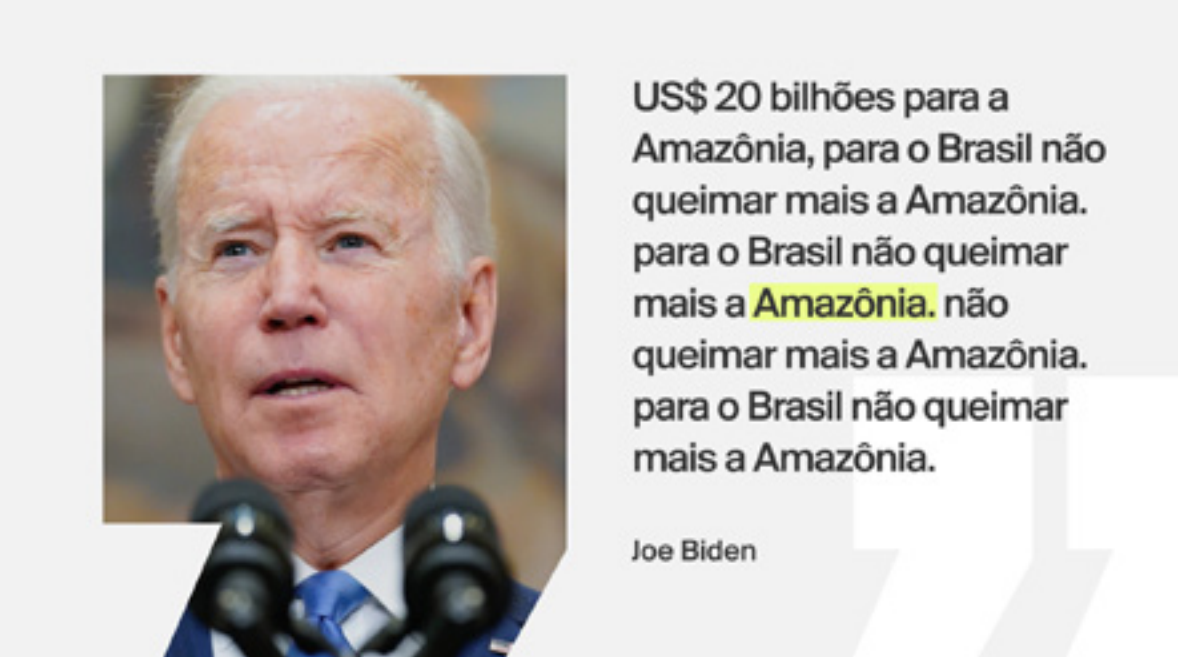 US$ 20 bilhões para a
Amazônia, para o Brasil não
queimar mais a Amazônia.
para o Brasil não queimar
mais a Amazônia. não
queimar mais a Amazônia.
para o Brasil não queimar
mais a Amazônia.
Joe Biden